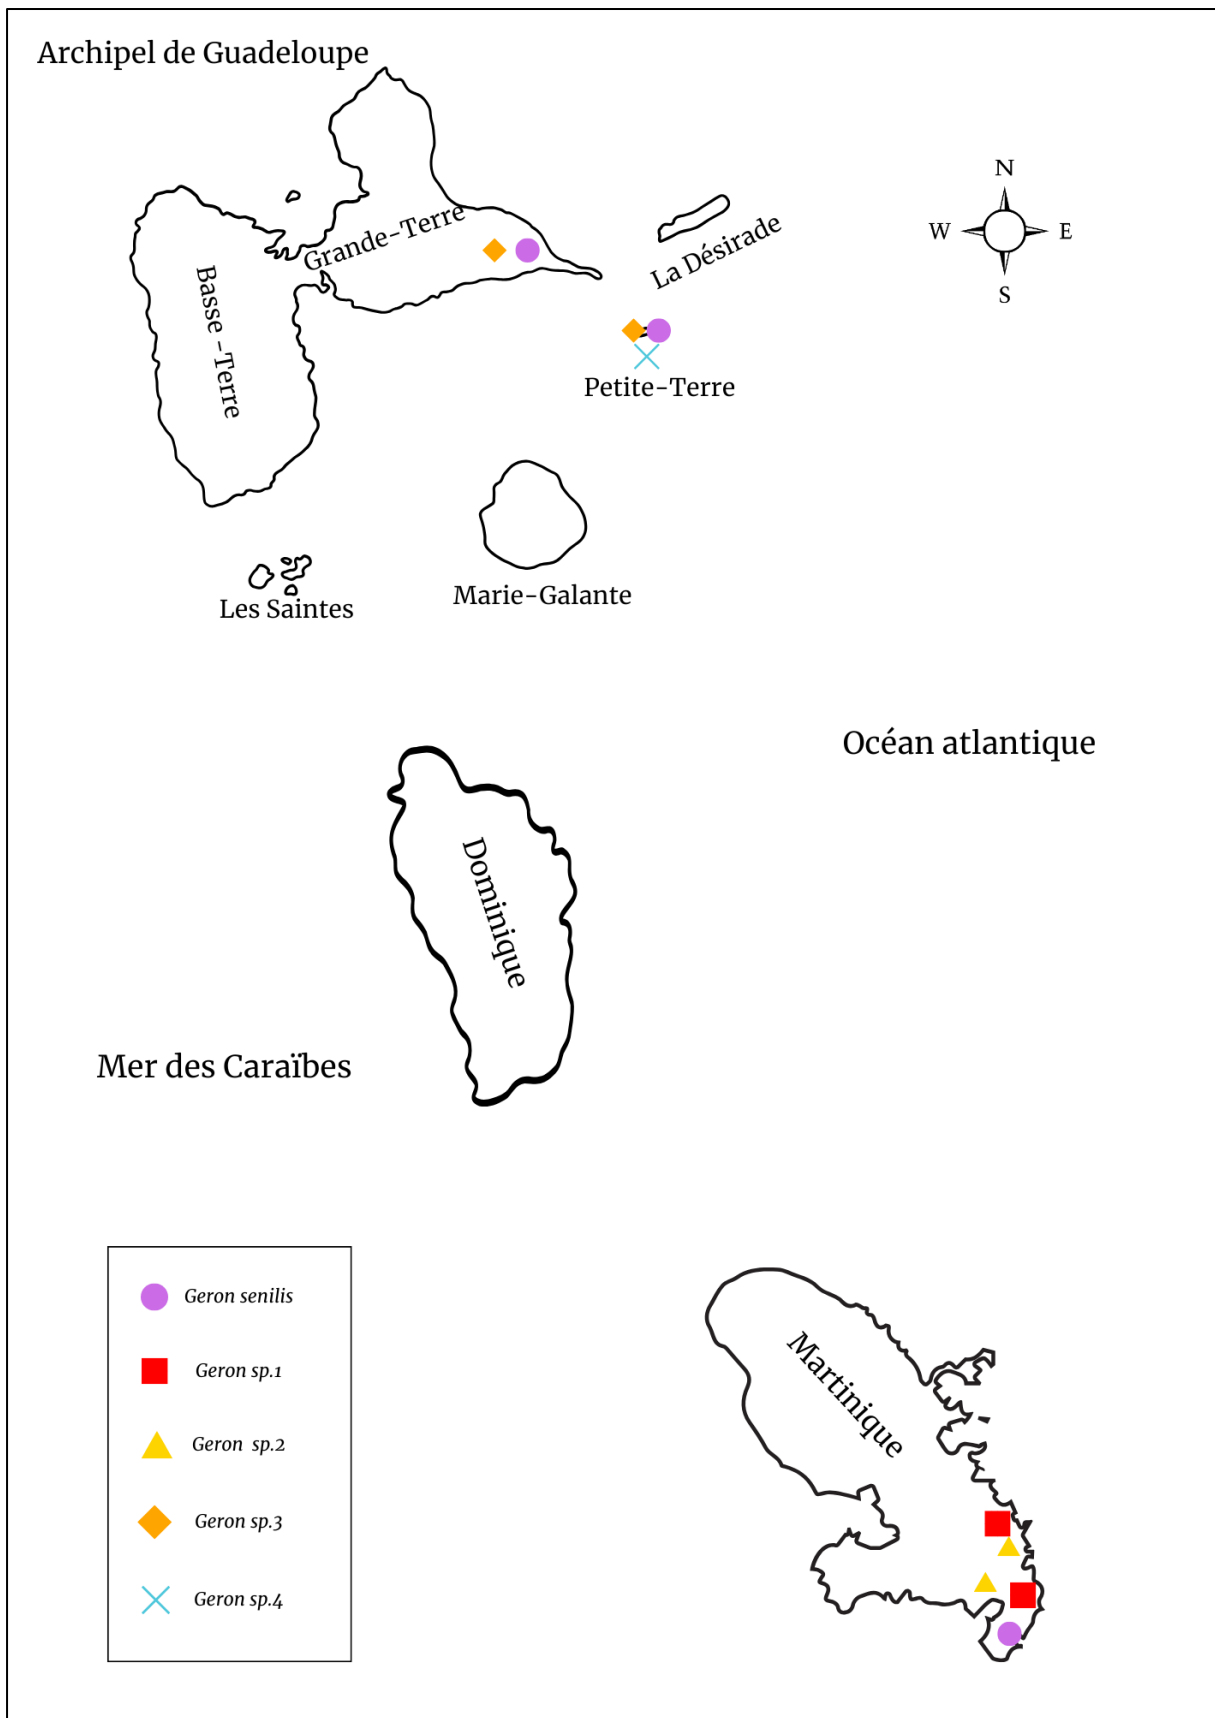 Archipel de Guadeloupe
N
W
E
S
Grande-Terre
La Désirade
Basse -Terre
Petite-Terre
Marie-Galante
Les Saintes
Océan atlantique
Dominique
Mer des Caraïbes
Geron senilis
Geron sp.1
Geron sp.2
Geron sp.3
Geron sp.4
Martinique